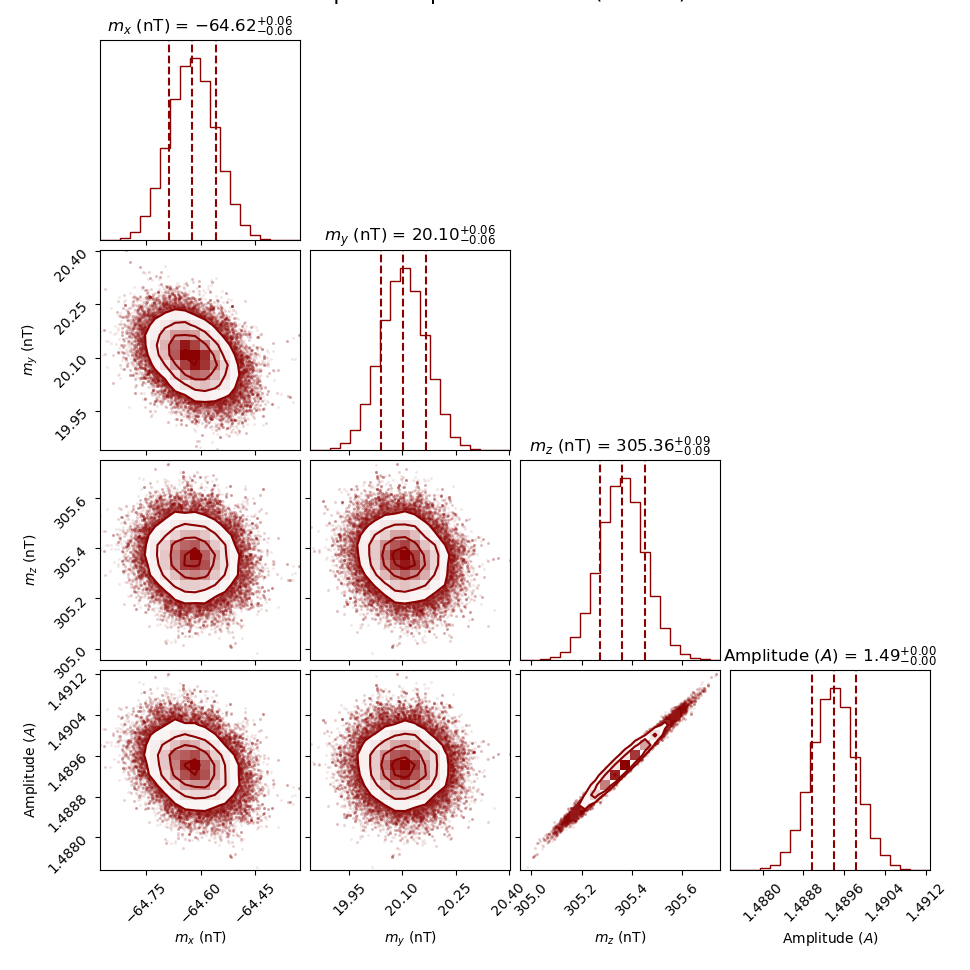 m_x (nT) = −64.62 +0.06 −0.06
m_y (nT) = 20.10 +0.06 −0.06
20.40
20.25
20.10
19.95
m_y (nT)
m_z (nT) = 305.36 +0.09 −0.09
305.6
305.4
305.2
305.0
m_z (nT)
Amplitude (A) = 1.49 +0.00 −0.00
1.4912
1.4904
1.4896
1.4888
1.4880
Amplitude (A)
−64.75 −64.60 −64.45
19.95 20.10 20.25 20.40
305.0 305.2 305.4 305.6
1.4880 1.4888 1.4896 1.4904 1.4912
m_x (nT)
m_y (nT)
m_z (nT)
Amplitude (A)